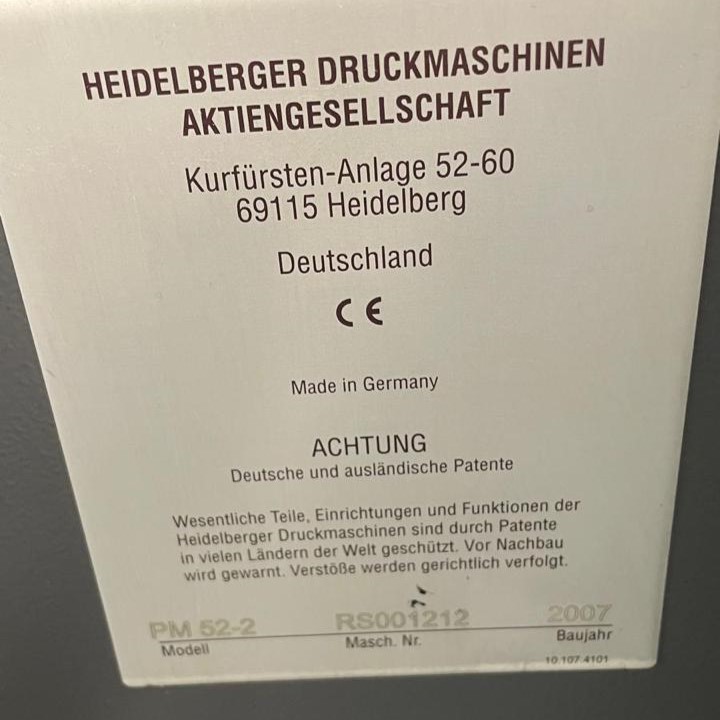 HEIDELBERGER DRUCKMASCHINEN
AKTIENGESELLSCHAFT
Kurfürsten-Anlage 52-60
69115 Heidelberg
Deutschland
CE
Made in Germany
ACHTUNG
Deutsche und ausländische Patente
Wesentliche Teile, Einrichtungen und Funktionen der
Heidelberger Druckmaschinen sind durch Patente
in vielen Ländern der Welt geschützt. Vor Nachbau
wird gewarnt. Verstöße werden gerichtlich verfolgt.
PM 52-2 RS001212 2007
Modell Masch. Nr. Baujahr
10.107.4101